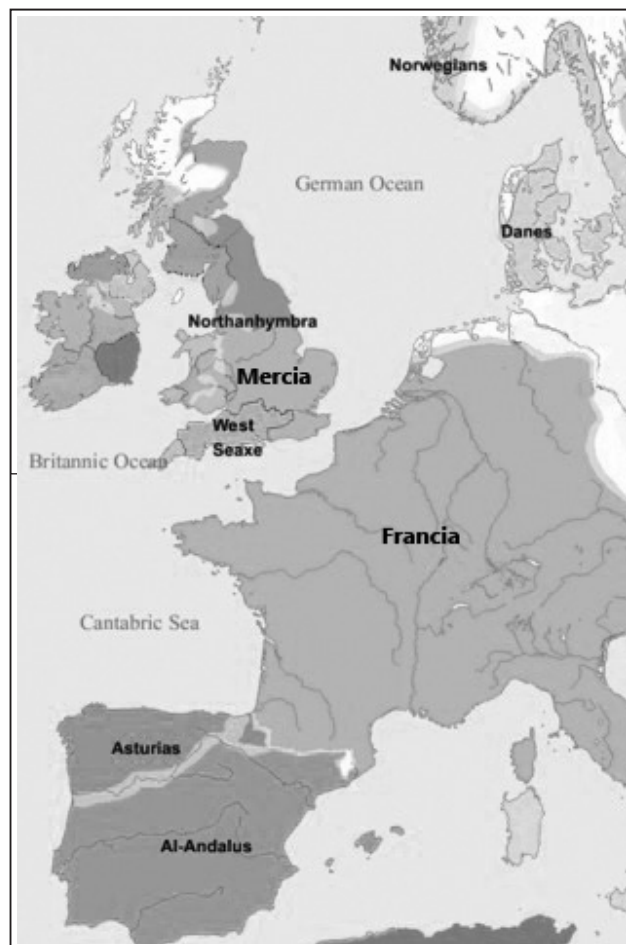 Norwegians
German Ocean
Danes
Northanhymbra
Mercia
West
Seaxe
Britannic Ocean
Francia
Cantabric Sea
Asturias
Al-Andalus